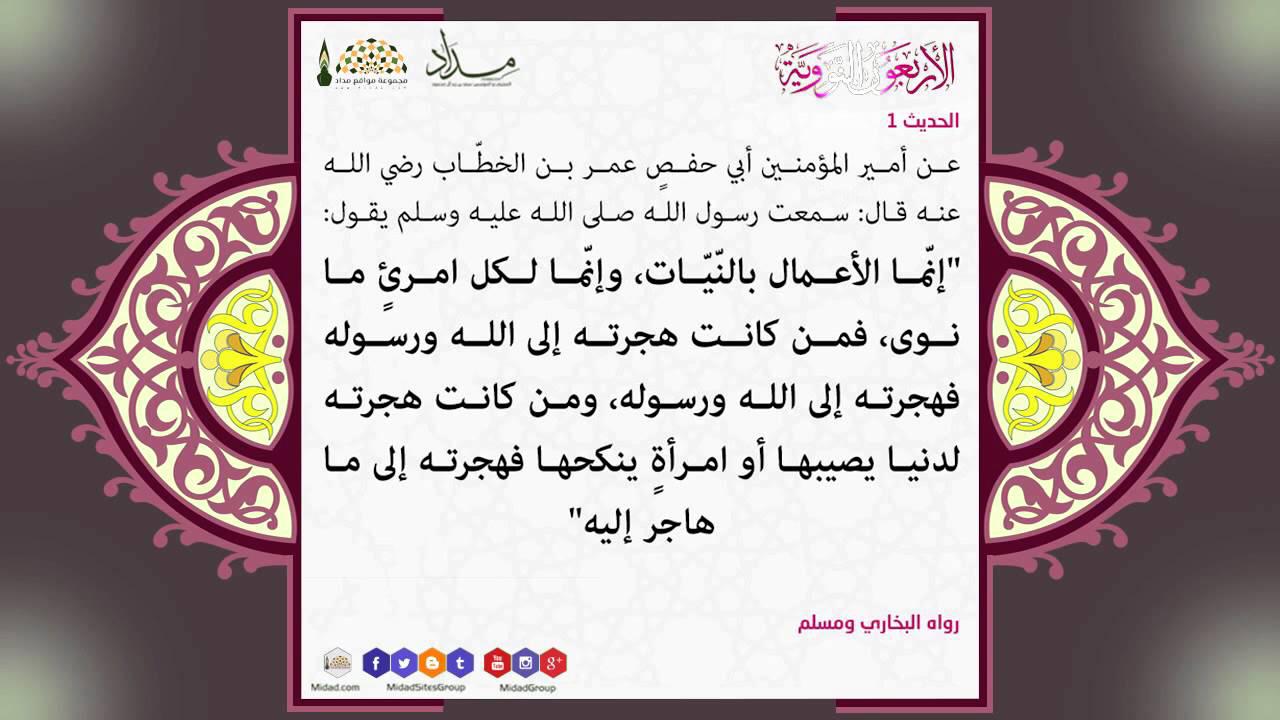 مداد
مجموعة مواقع مداد
الأربعون النووية
الحديث 1
عن أمير المؤمنين أبي حفصٍ عمر بن الخطّاب رضي الله
عنه قال: سمعت رسول الله صلى الله عليه وسلم يقول:
"إنّما الأعمال بالنّيّات، وإنّما لكل امرئٍ ما
نوى، فمن كانت هجرته إلى الله ورسوله
فهجرته إلى الله ورسوله، ومن كانت هجرته
لدنيا يصيبها أو امرأةٍ ينكحها فهجرته إلى ما
هاجر إليه"
رواه البخاري ومسلم
Midad.com MidadSitesGroup MidadGroup